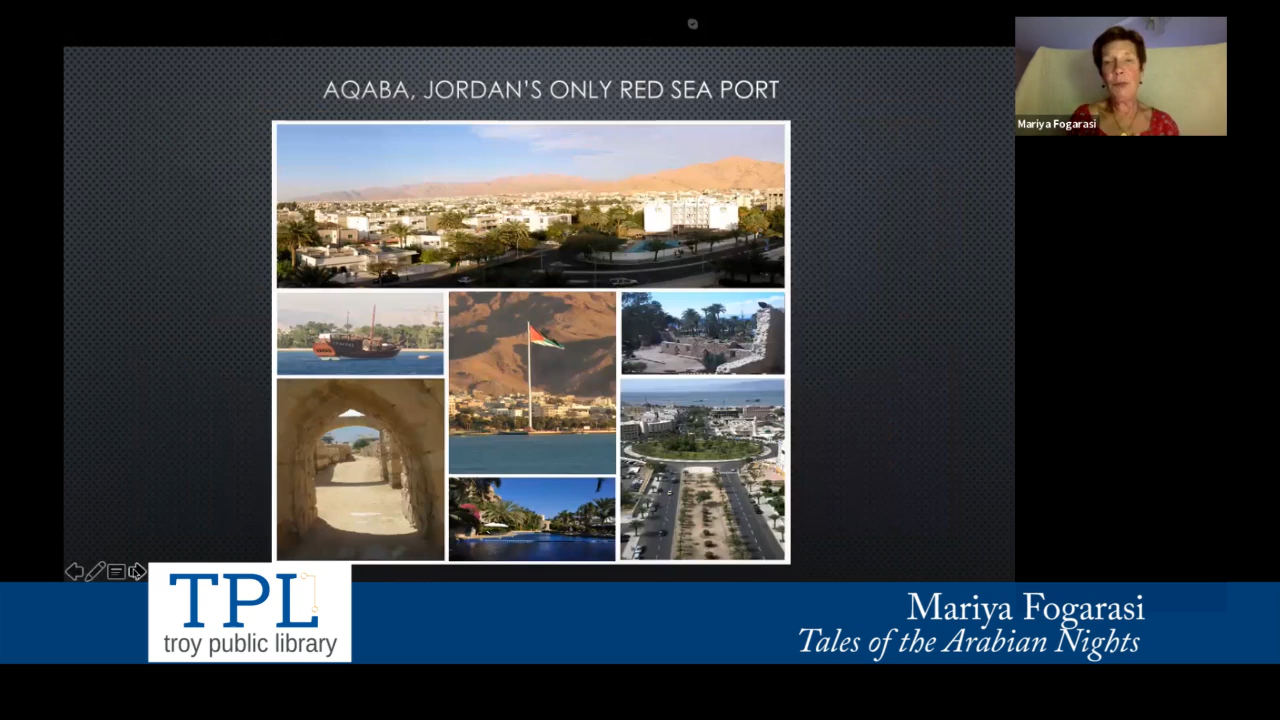 AQABA, JORDAN'S ONLY RED SEA PORT
Mariya Fogarasi
TPL
troy public library
Mariya Fogarasi
Tales of the Arabian Nights